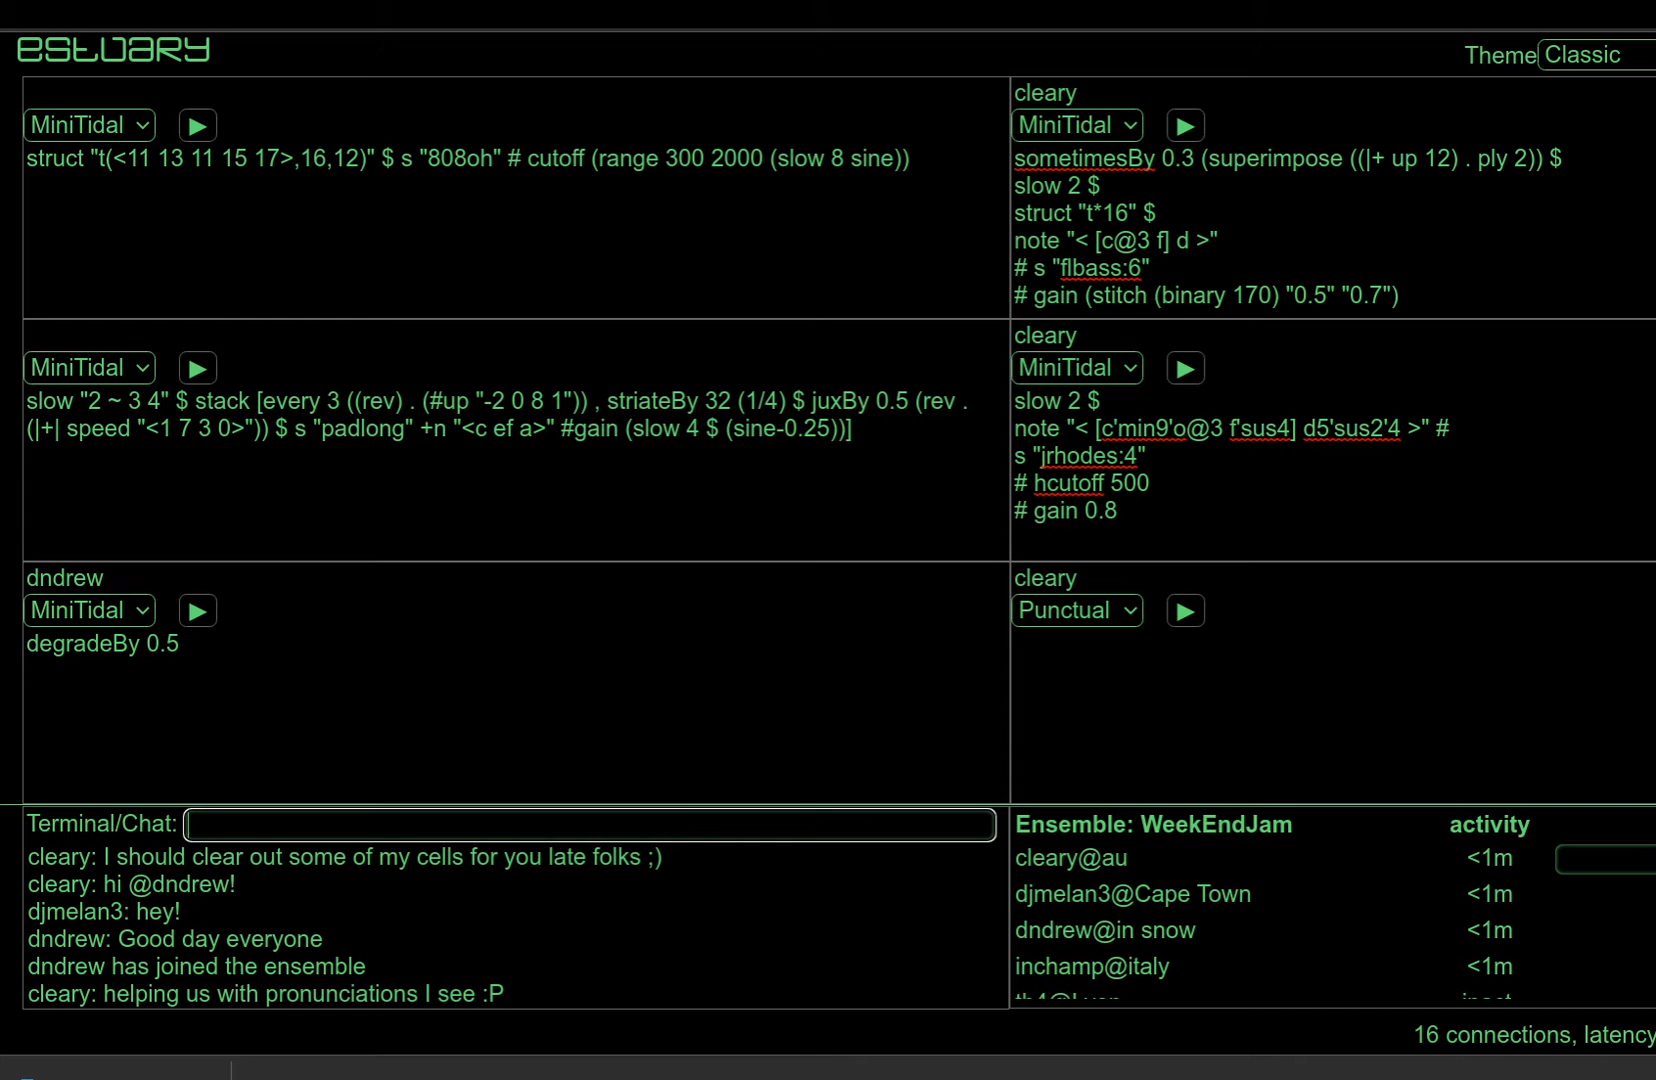 estuary
Theme Classic
MiniTidal
struct "t(<11 13 11 15 17>,16,12)" $ s "808oh" # cutoff (range 300 2000 (slow 8 sine))
cleary
MiniTidal
sometimesBy 0.3 (superimpose ((|+ up 12) . ply 2)) $
slow 2 $
struct "t*16" $
note "< [c@3 f] d >"
# s "flbass:6"
# gain (stitch (binary 170) "0.5" "0.7")
MiniTidal
slow "2 ~ 3 4" $ stack [every 3 ((rev) . (#up "-2 0 8 1")) , striateBy 32 (1/4) $ juxBy 0.5 (rev .
(|+| speed "<1 7 3 0>")) $ s "padlong" +n "<c ef a>" #gain (slow 4 $ (sine-0.25))]
cleary
MiniTidal
slow 2 $
note "< [c'min9'o@3 f'sus4] d5'sus2'4 >" #
s "jrhodes:4"
# hcutoff 500
# gain 0.8
dndrew
MiniTidal
degradeBy 0.5
cleary
Punctual
Terminal/Chat:
cleary: I should clear out some of my cells for you late folks ;)
cleary: hi @dndrew!
djmelan3: hey!
dndrew: Good day everyone
dndrew has joined the ensemble
cleary: helping us with pronunciations I see :P
Ensemble: WeekEndJam activity
cleary@au <1m
djmelan3@Cape Town <1m
dndrew@in snow <1m
inchamp@italy <1m
16 connections, latency